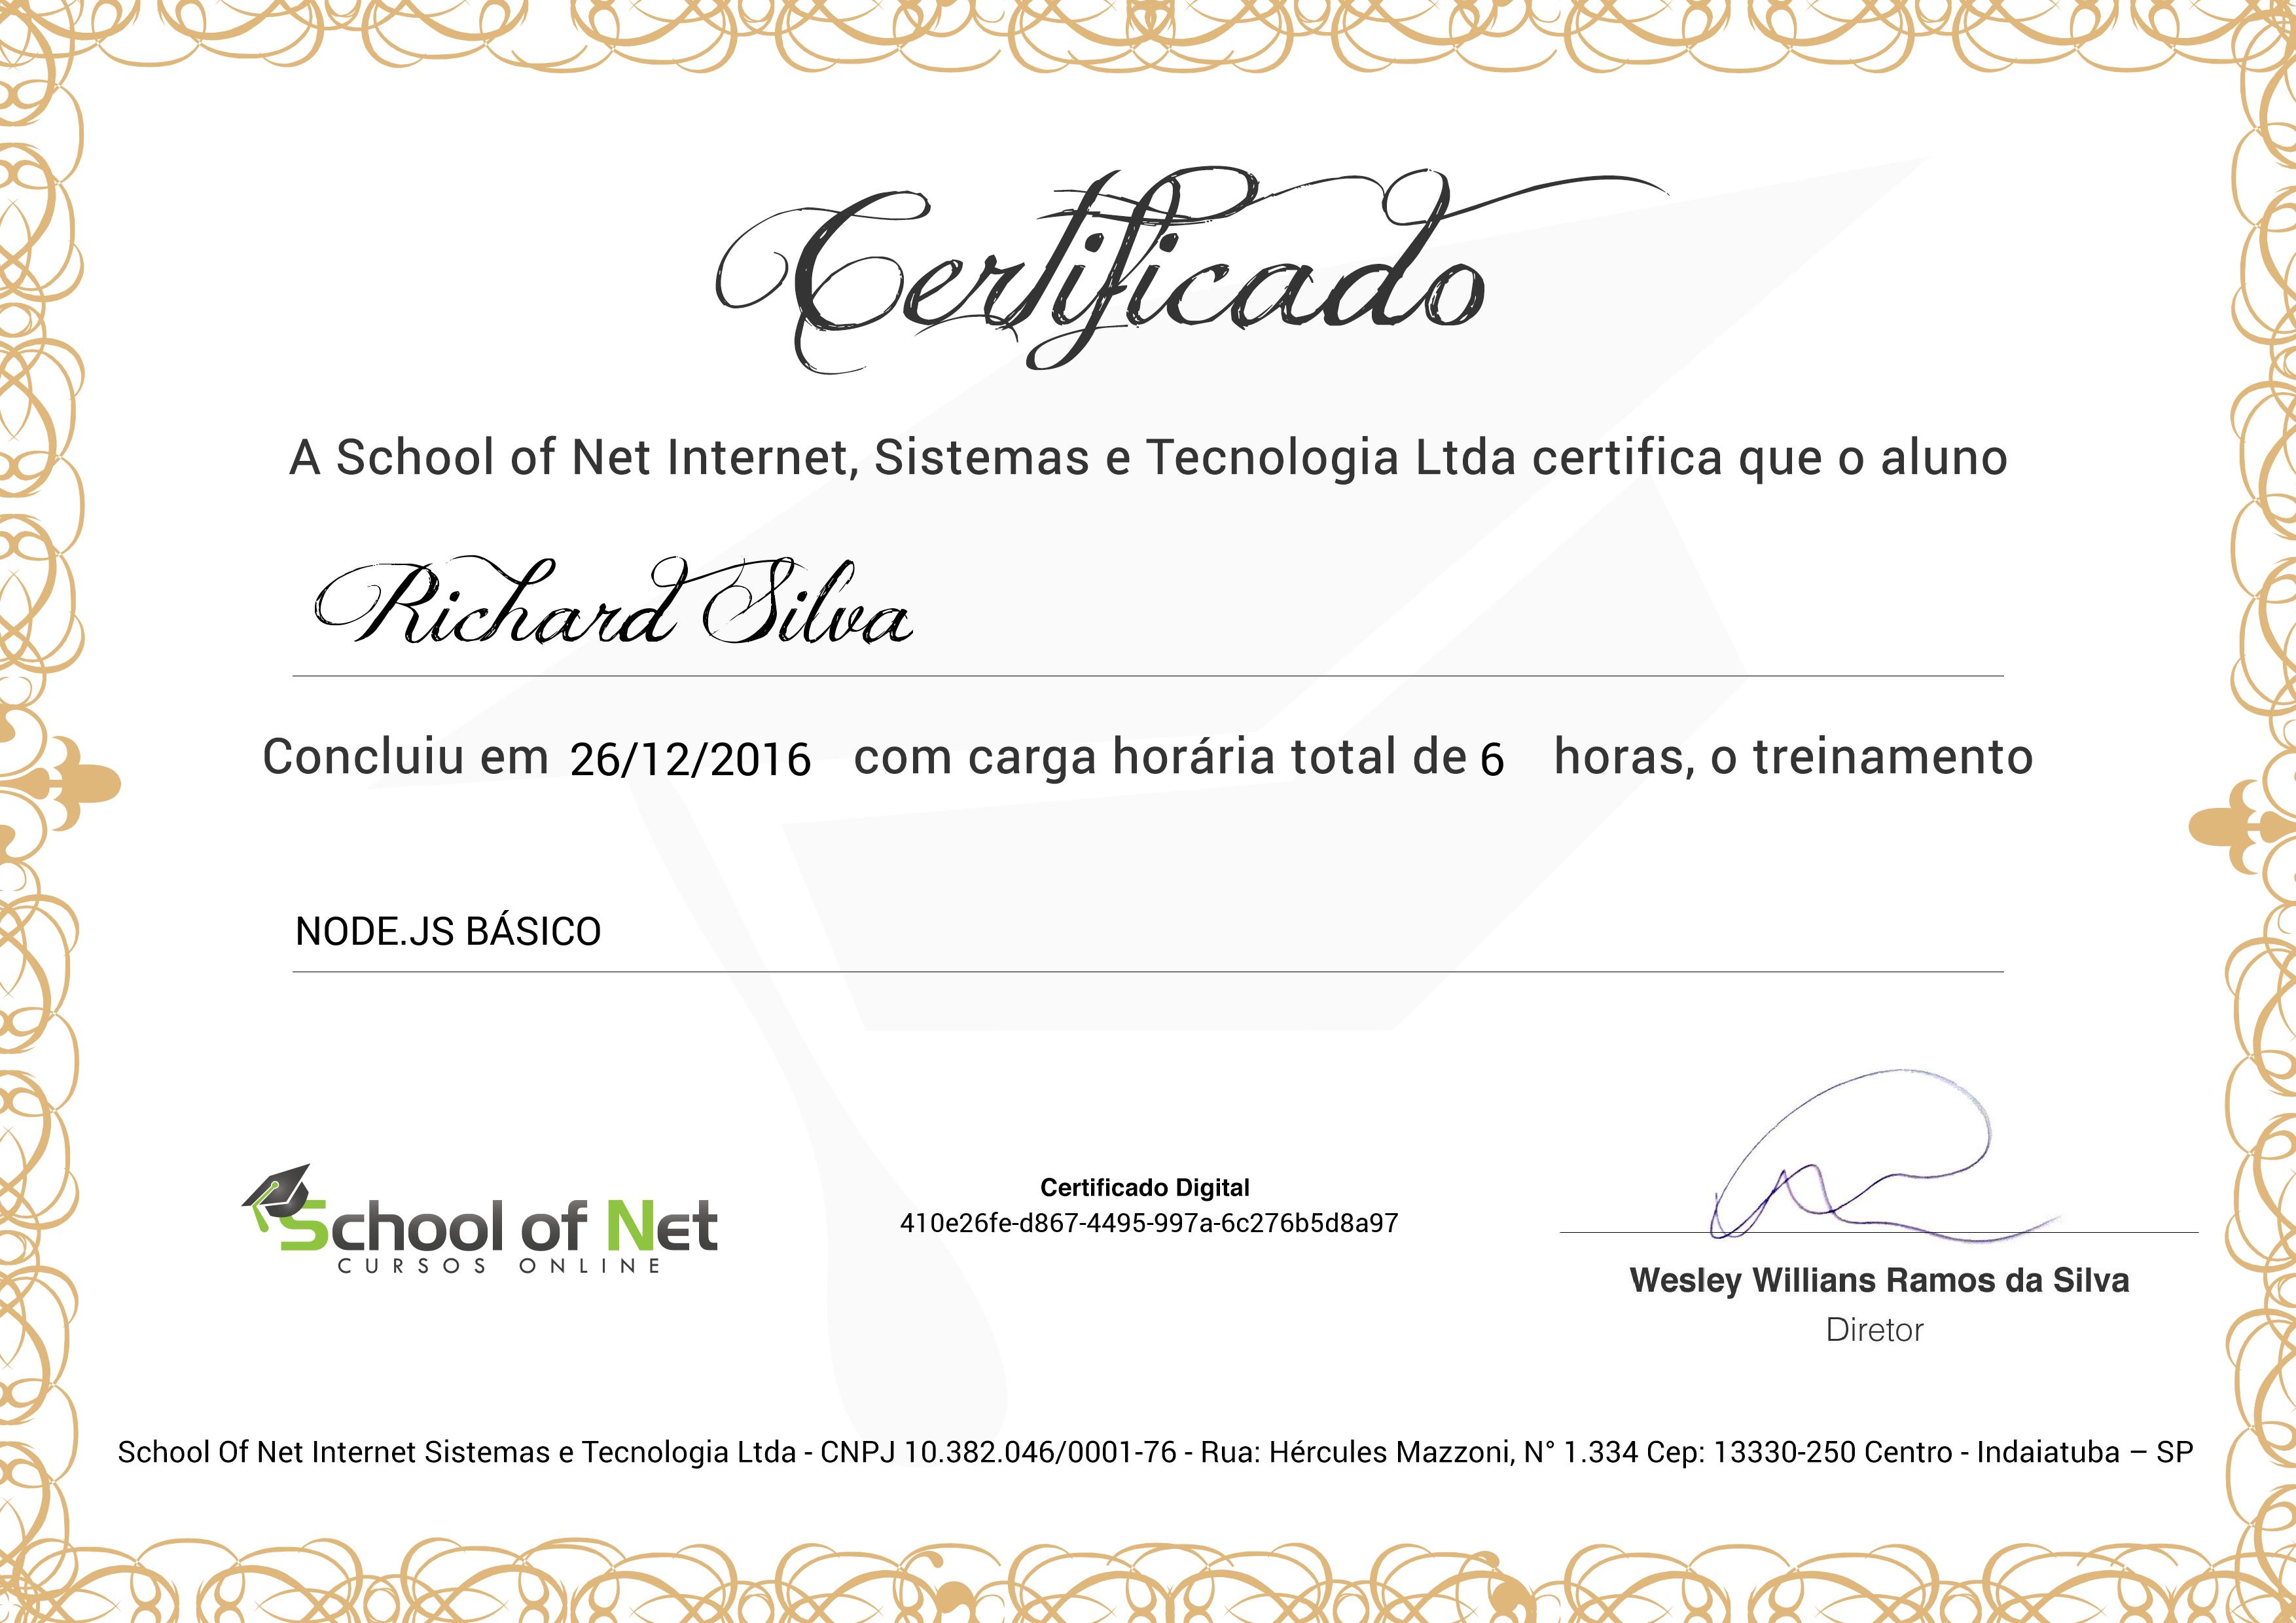 Certificado
A School of Net Internet, Sistemas e Tecnologia Ltda certifica que o aluno
Richard Silva
Concluiu em 26/12/2016 com carga horária total de 6 horas, o treinamento
NODE.JS BÁSICO
School of Net
CURSOS ONLINE
Certificado Digital
410e26fe-d867-4495-997a-6c276b5d8a97
Wesley Willians Ramos da Silva
Diretor
School Of Net Internet Sistemas e Tecnologia Ltda - CNPJ 10.382.046/0001-76 - Rua: Hércules Mazzoni, N° 1.334 Cep: 13330-250 Centro - Indaiatuba – SP